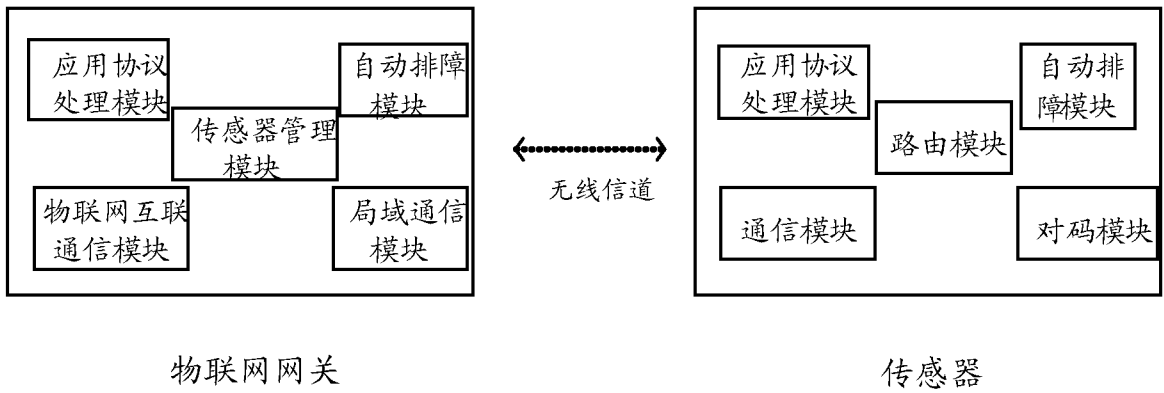 应用协议
处理模块
自动排障
模块
传感器管理
模块
物联网互联
通信模块
局域通信
模块
物联网网关
无线信道
应用协议
处理模块
自动排
障模块
路由模块
通信模块
对码模块
传感器